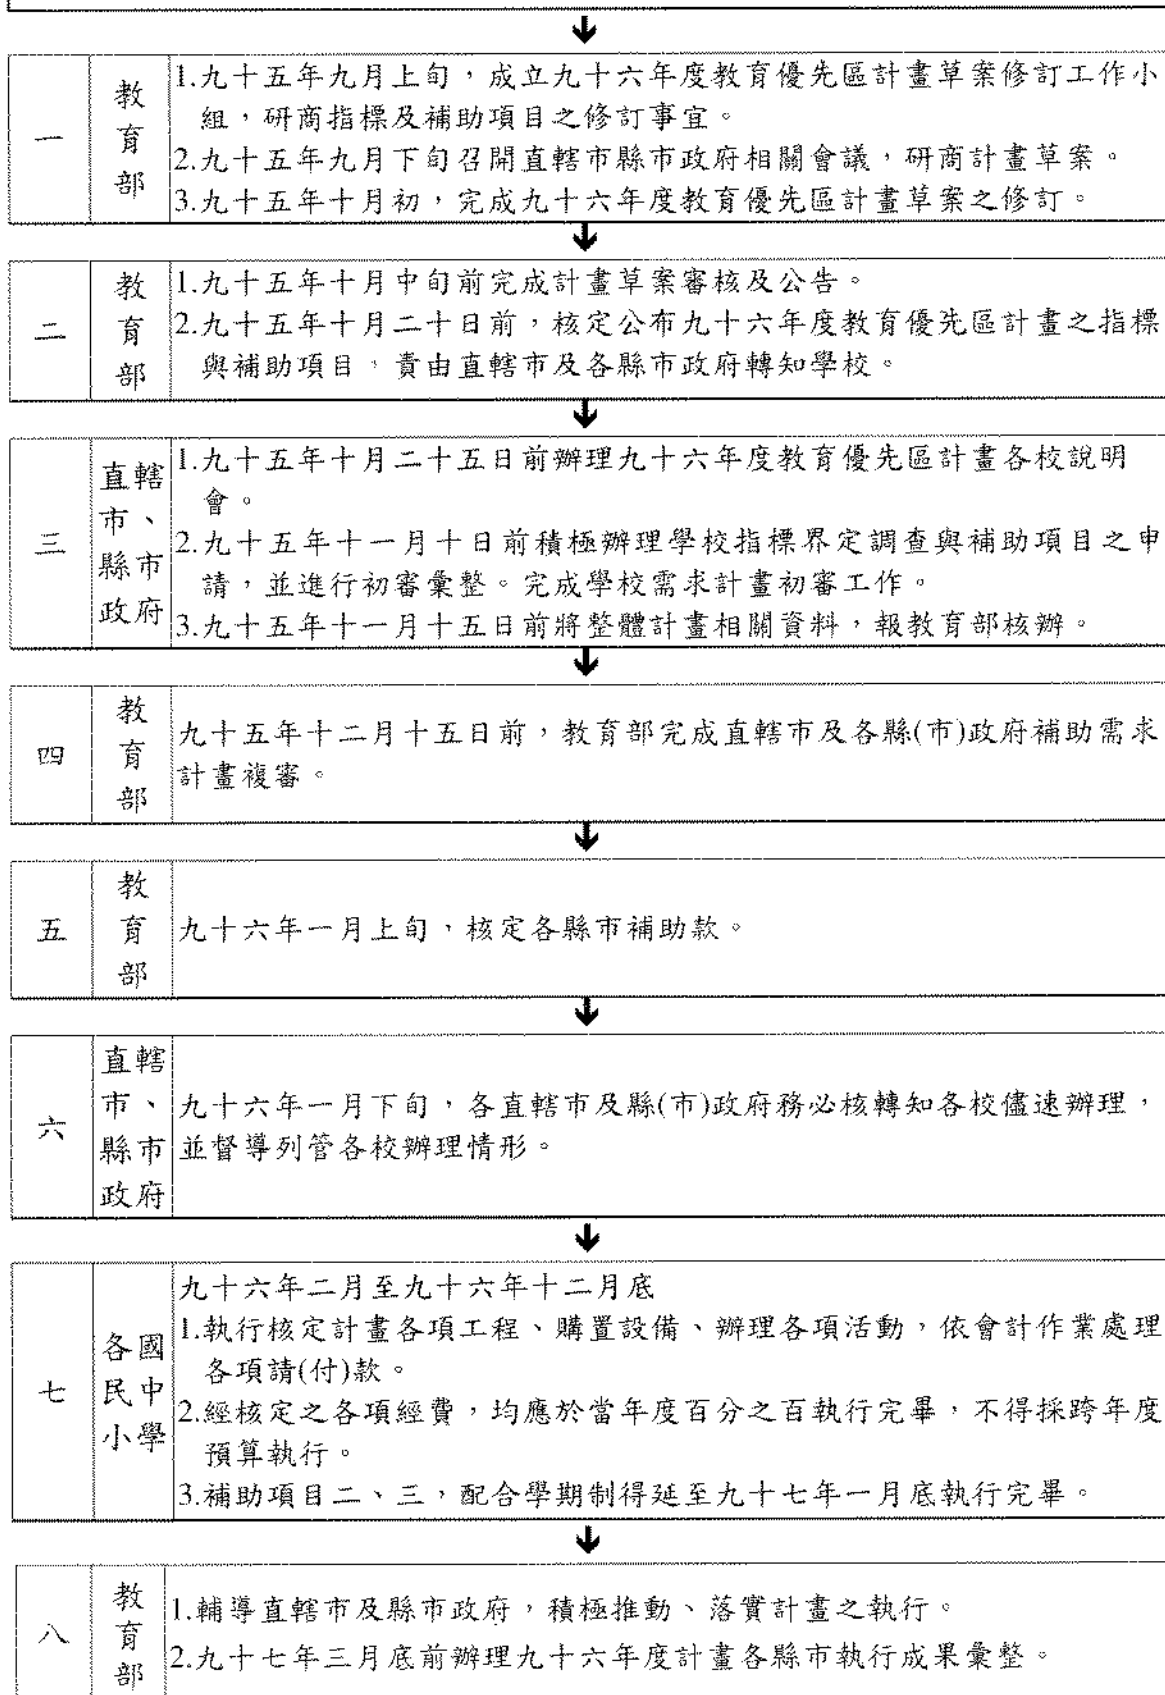 一
教
育
部
1.九十五年九月上旬，成立九十六年度教育優先區計畫草案修訂工作小
組，研商指標及補助項目之修訂事宜。
2.九十五年九月下旬召開直轄市縣市政府相關會議，研商計畫草案。
3.九十五年十月初，完成九十六年度教育優先區計畫草案之修訂。
二
教
育
部
1.九十五年十月中旬前完成計畫草案審核及公告。
2.九十五年十月二十日前，核定公布九十六年度教育優先區計畫之指標
與補助項目，責由直轄市及各縣市政府轉知學校。
三
直轄
市、
縣市
政府
1.九十五年十月二十五日前辦理九十六年度教育優先區計畫各校說明
會。
2.九十五年十一月十日前積極辦理學校指標界定調查與補助項目之申
請，並進行初審彙整。完成學校需求計畫初審工作。
3.九十五年十一月十五日前將整體計畫相關資料，報教育部核辦。
四
教
育
部
九十五年十二月十五日前，教育部完成直轄市及各縣(市)政府補助需求
計畫複審。
五
教
育
部
九十六年一月上旬，核定各縣市補助款。
六
直轄
市、
縣市
政府
九十六年一月下旬，各直轄市及縣(市)政府務必核轉知各校儘速辦理，
並督導列管各校辦理情形。
七
各國
民中
小學
九十六年二月至九十六年十二月底
1.執行核定計畫各項工程、購置設備、辦理各項活動，依會計作業處理
各項請(付)款。
2.經核定之各項經費，均應於當年度百分之百執行完畢，不得採跨年度
預算執行。
3.補助項目二、三，配合學期制得延至九十七年一月底執行完畢。
八
教
育
部
1.輔導直轄市及縣市政府，積極推動、落實計畫之執行。
2.九十七年三月底前辦理九十六年度計畫各縣市執行成果彙整。